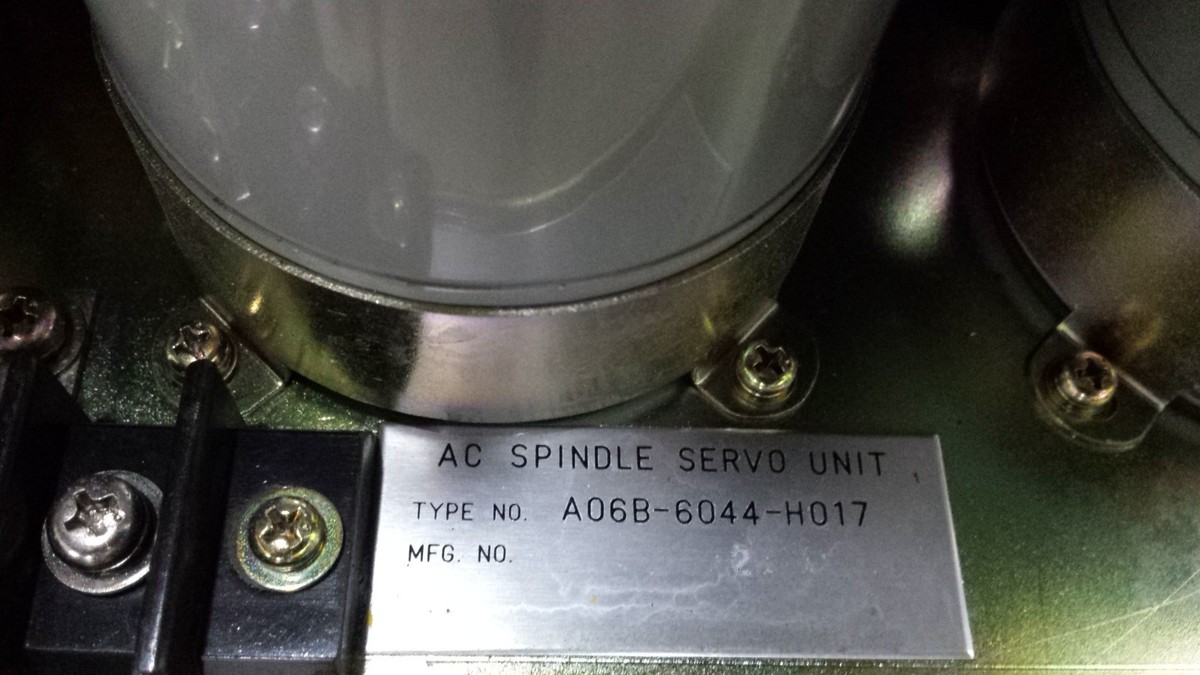 AC SPINDLE SERVO UNIT
TYPE NO. A06B-6044-H017
MFG. NO.